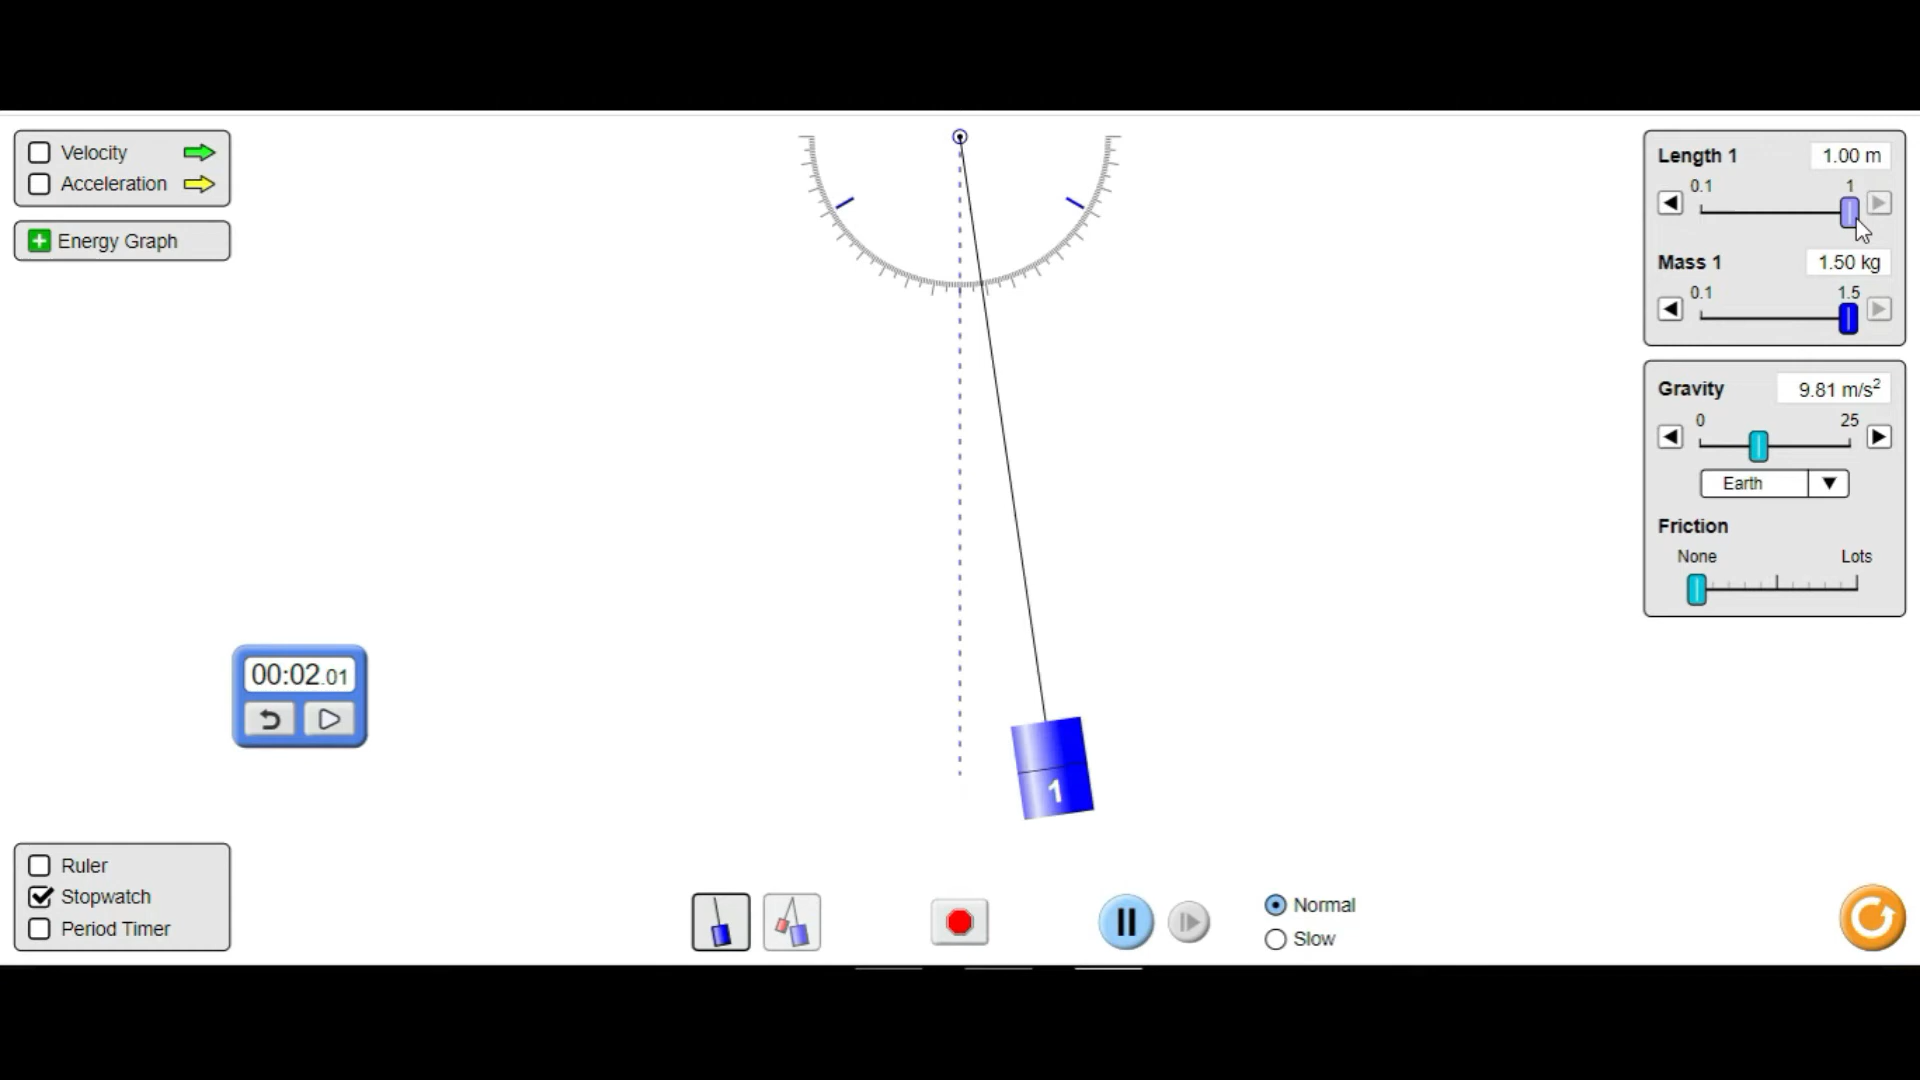 Velocity
Acceleration
Energy Graph
Length 1 1.00 m
0.1 1
Mass 1 1.50 kg
0.1 1.5
Gravity 9.81 m/s²
0 25
Earth
Friction
None Lots
00:02.01
1
Ruler
Stopwatch
Period Timer
Normal
Slow